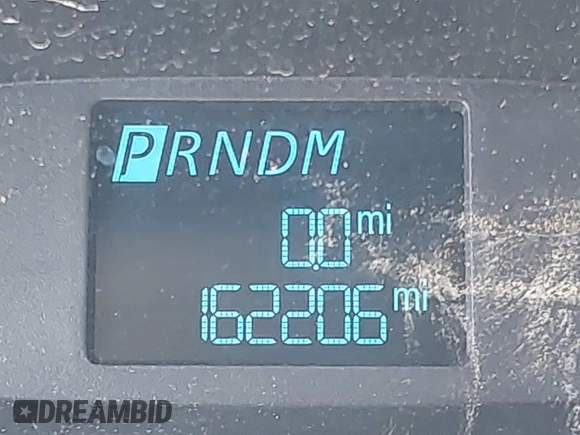 PRNDM
0.0 mi
162206 mi
DREAMBID